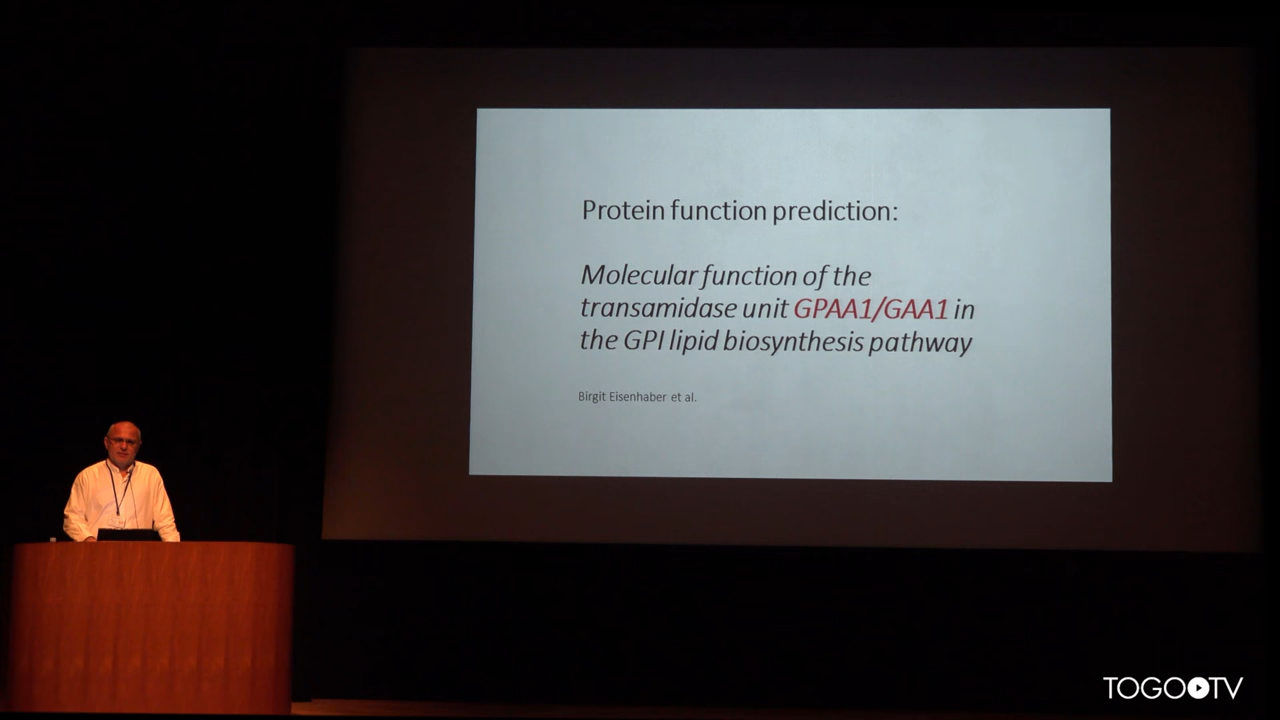 Protein function prediction:
Molecular function of the
transamidase unit GPAA1/GAA1 in
the GPI lipid biosynthesis pathway
Birgit Eisenhaber et al.
TOGOTV